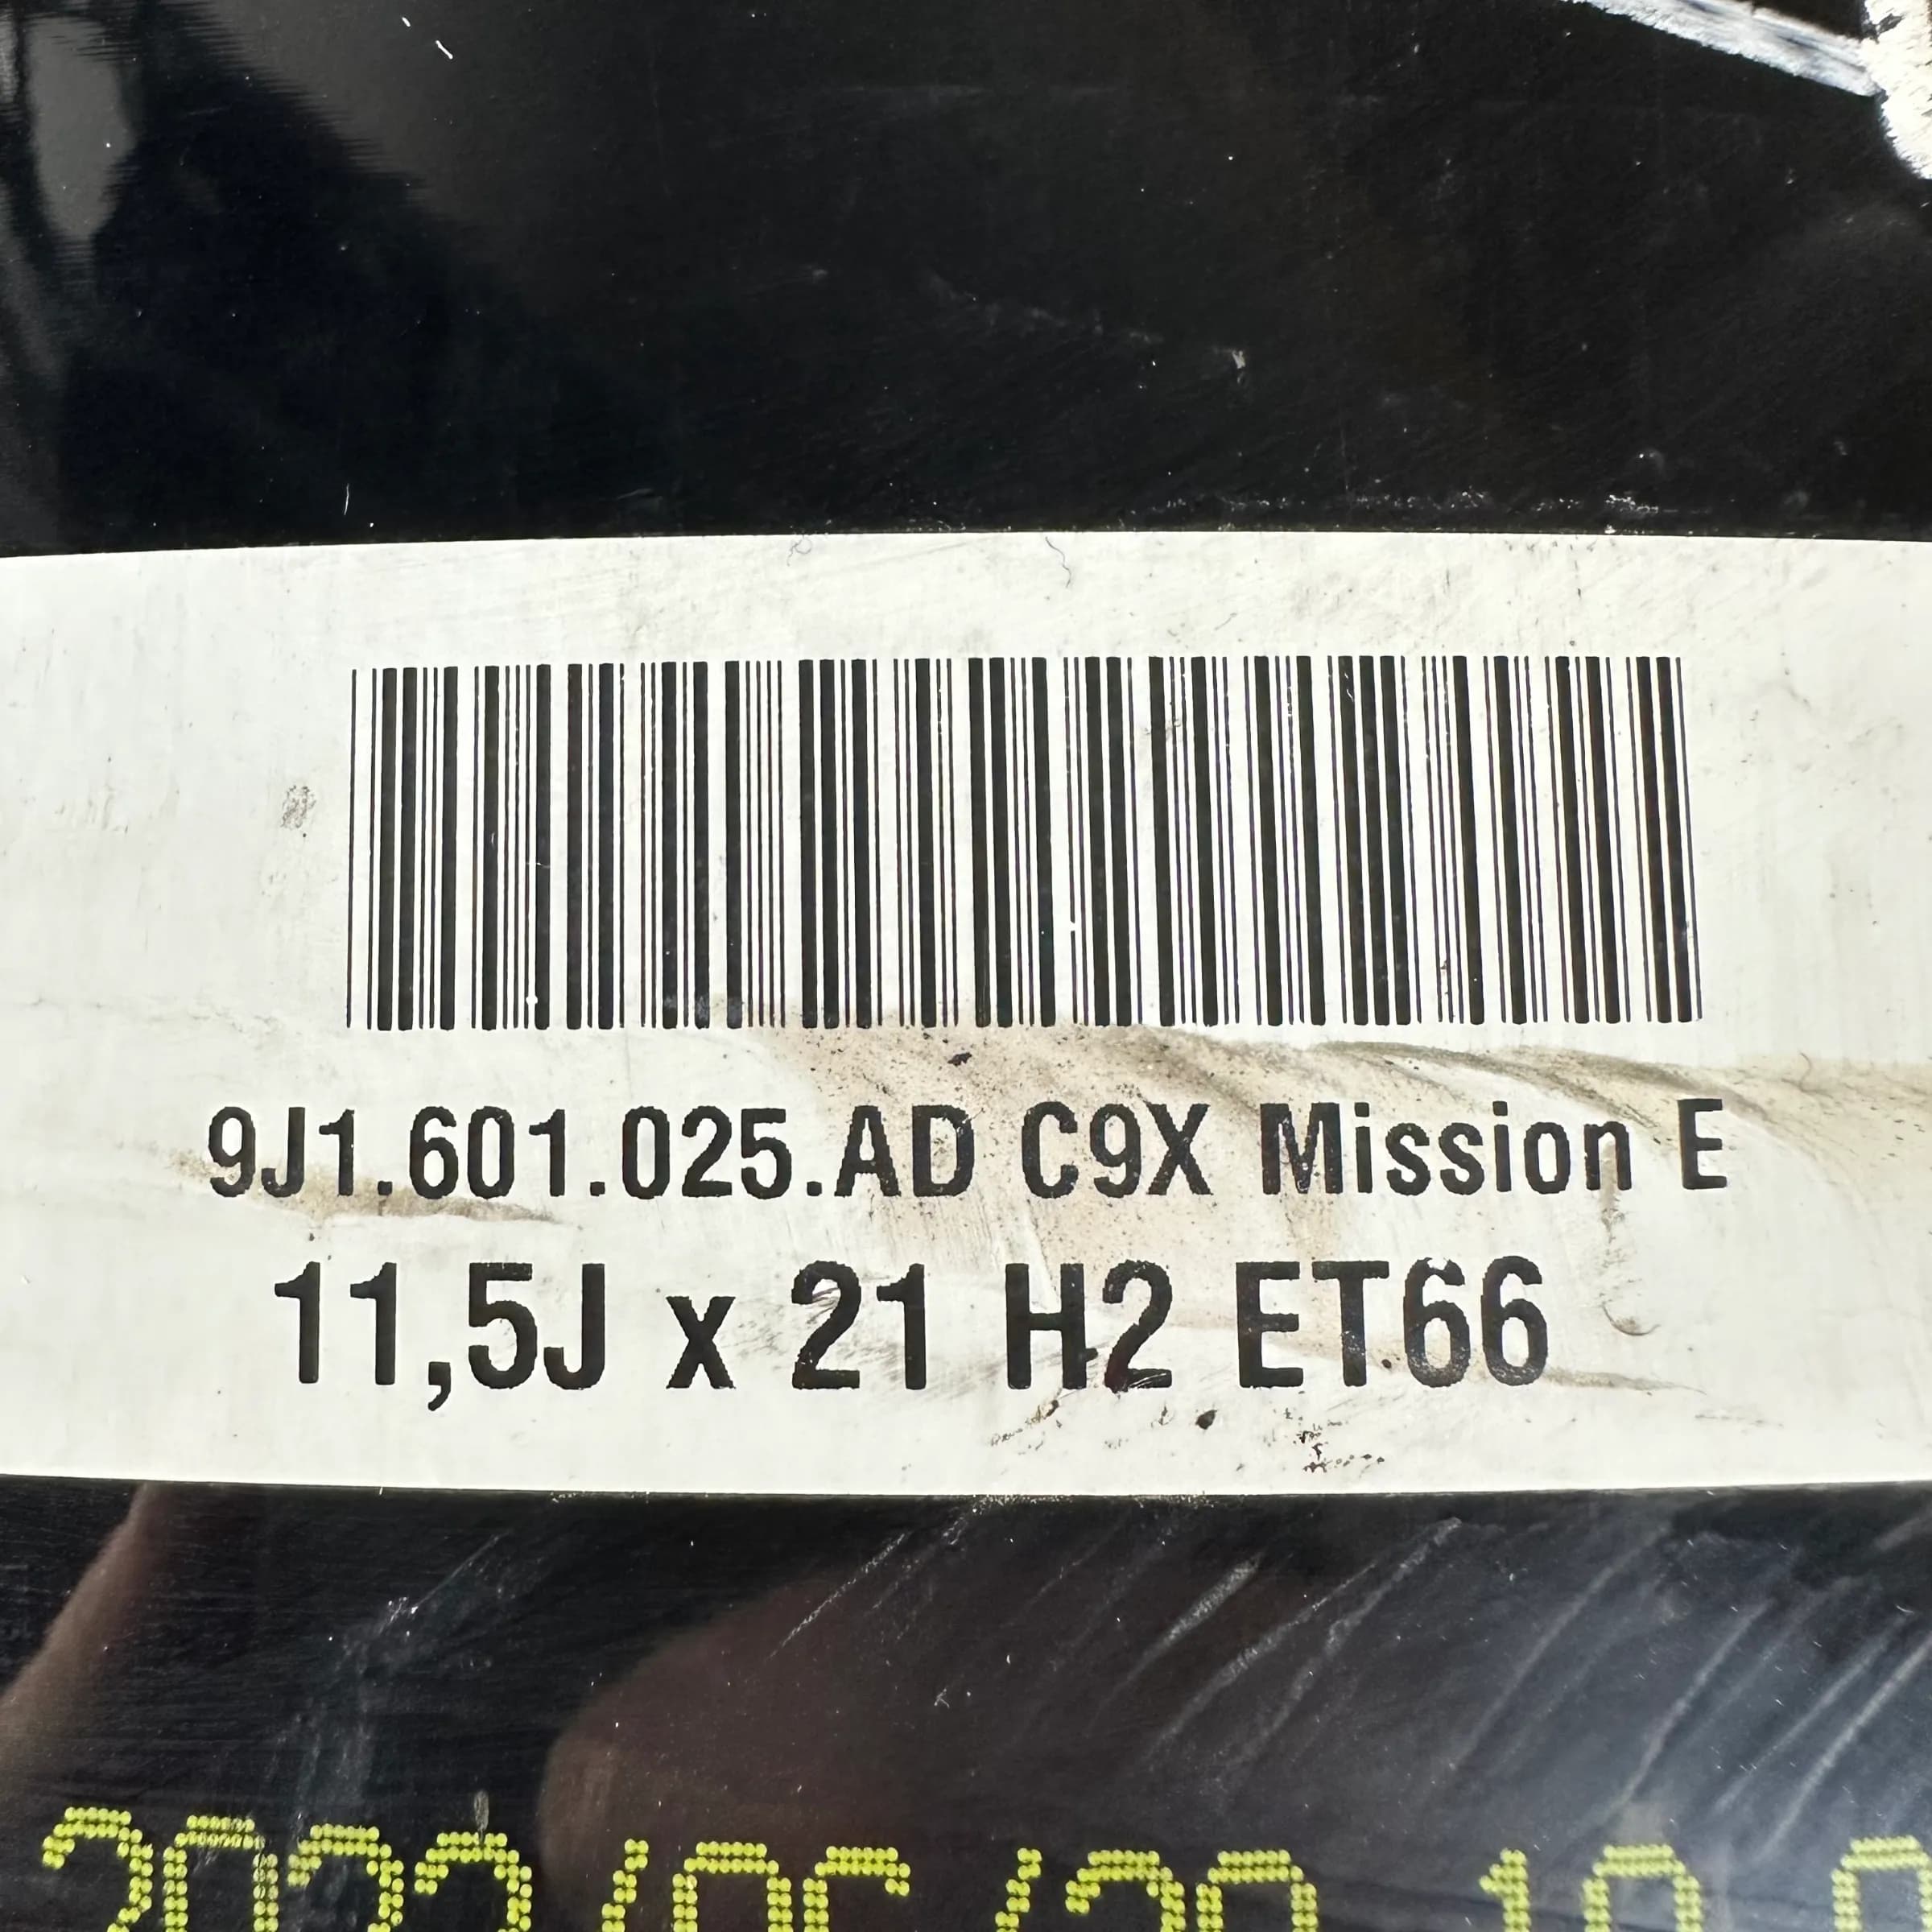 9J1.601.025.AD C9X Mission E
11,5J x 21 H2 ET66